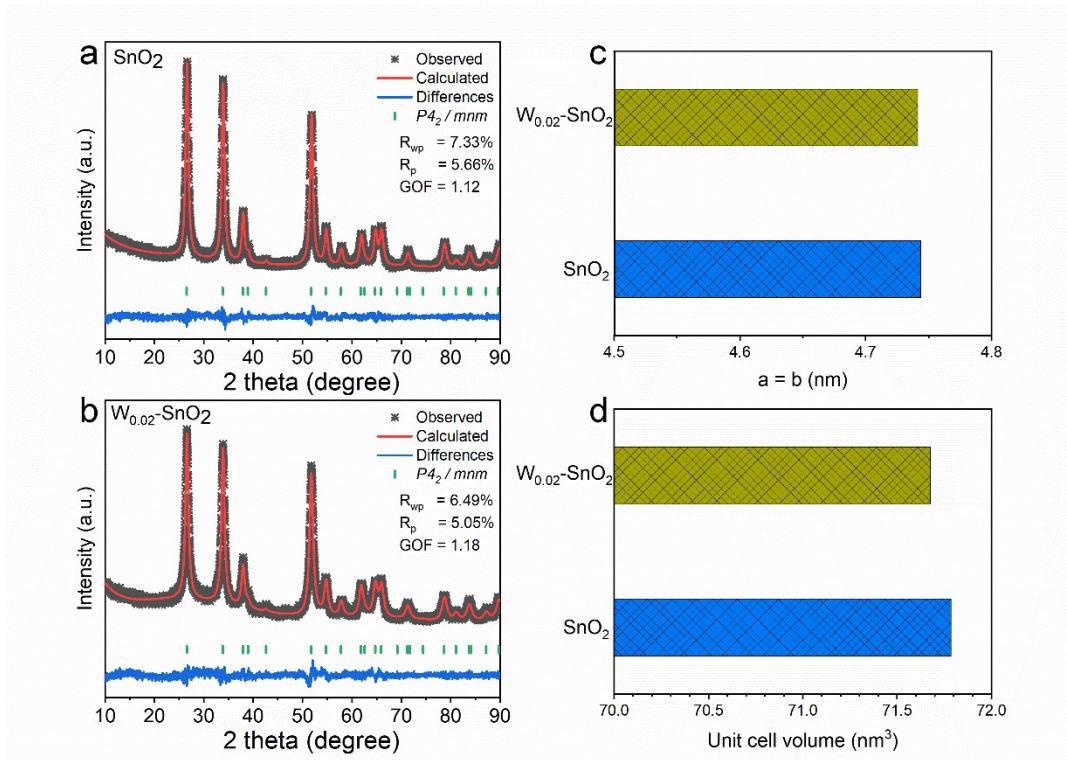 a
SnO₂
Observed
Calculated
Differences
P4₂ / mnm
R_wp = 7.33%
R_p = 5.66%
GOF = 1.12
Intensity (a.u.)
10 20 30 40 50 60 70 80 90
2 theta (degree)
b
W₀.₀₂-SnO₂
Observed
Calculated
Differences
P4₂ / mnm
R_wp = 6.49%
R_p = 5.05%
GOF = 1.18
Intensity (a.u.)
10 20 30 40 50 60 70 80 90
2 theta (degree)
c
W₀.₀₂-SnO₂
SnO₂
4.5 4.6 4.7 4.8
a = b (nm)
d
W₀.₀₂-SnO₂
SnO₂
70.0 70.5 71.0 71.5 72.0
Unit cell volume (nm³)